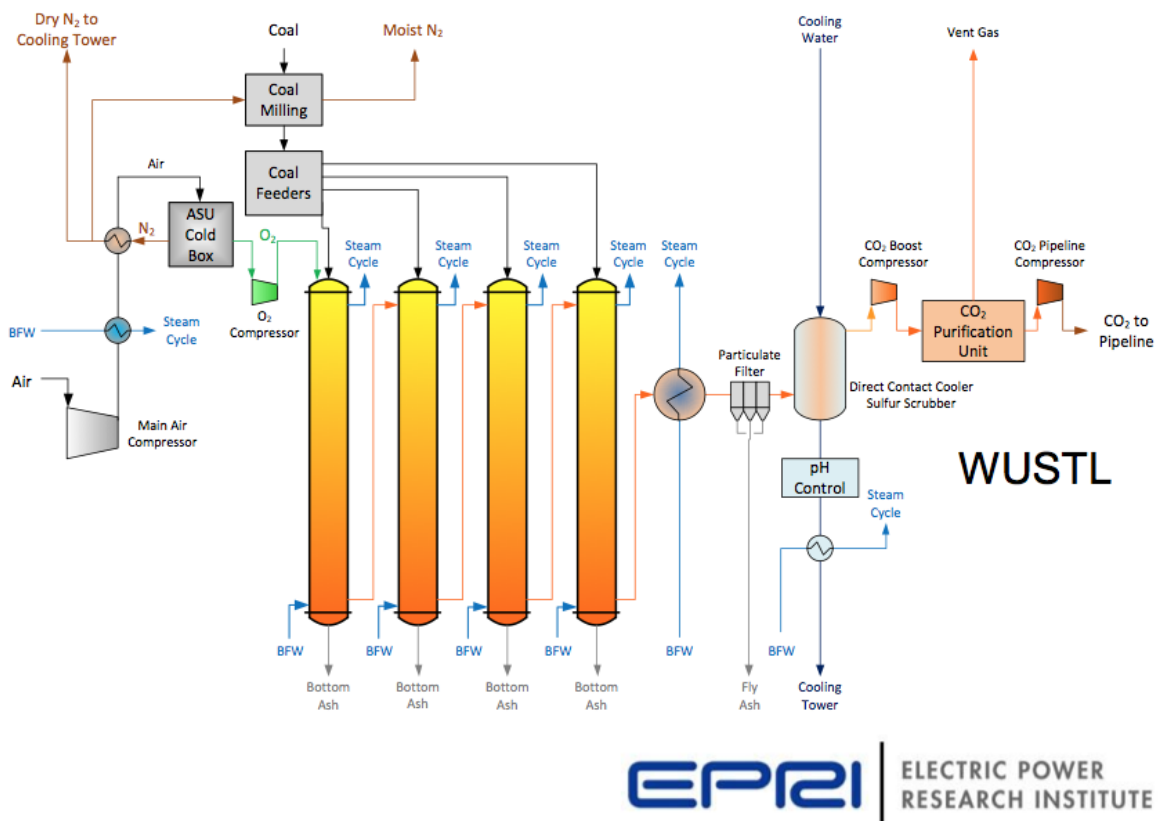 Dry N₂ to
Cooling Tower
Coal
Moist N₂
Cooling
Water
Vent Gas
Coal
Milling
Air
Coal
Feeders
ASU
Cold
Box
N₂
O₂
O₂
Compressor
Steam
Cycle
Steam
Cycle
Steam
Cycle
Steam
Cycle
Steam
Cycle
CO₂ Boost
Compressor
CO₂ Pipeline
Compressor
BFW
Steam
Cycle
CO₂
Purification
Unit
CO₂ to
Pipeline
Air
Main Air
Compressor
Particulate
Filter
Direct Contact Cooler
Sulfur Scrubber
WUSTL
pH
Control
Steam
Cycle
BFW
BFW
BFW
BFW
BFW
BFW
Bottom
Ash
Bottom
Ash
Bottom
Ash
Bottom
Ash
Fly
Ash
Cooling
Tower
EPRI
ELECTRIC POWER
RESEARCH INSTITUTE